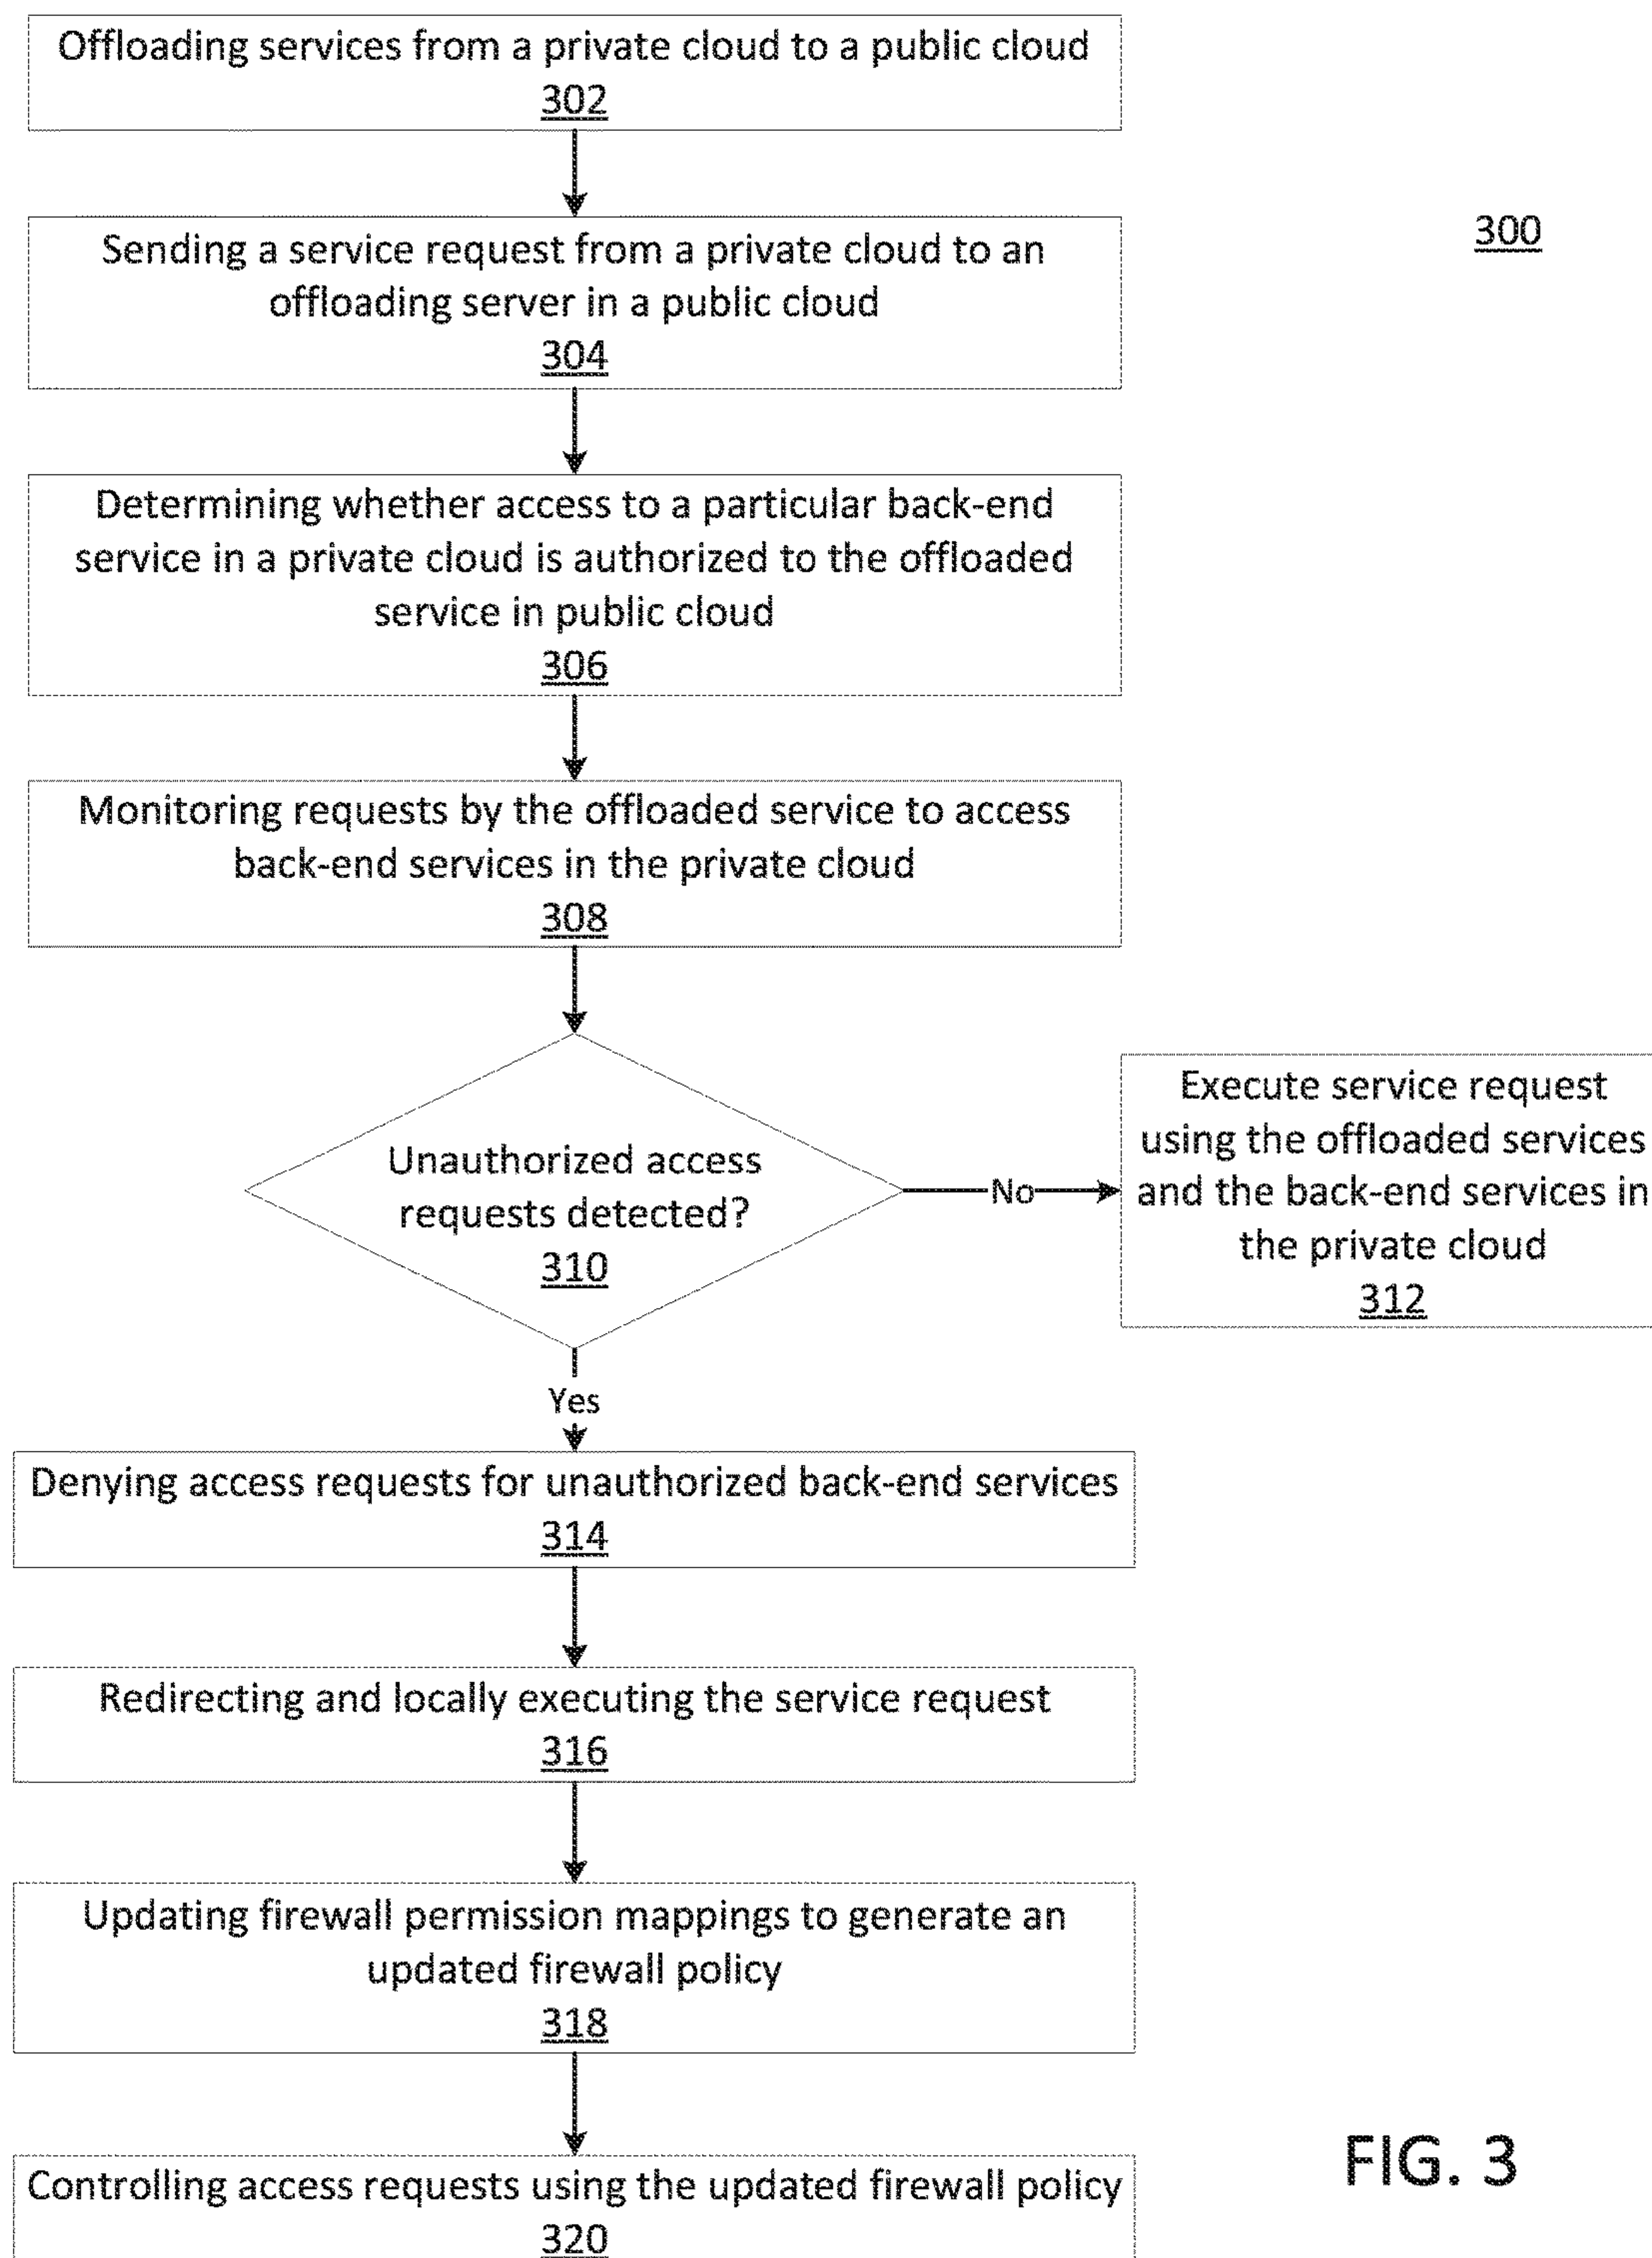 Offloading services from a private cloud to a public cloud
302
300
Sending a service request from a private cloud to an
offloading server in a public cloud
304
Determining whether access to a particular back-end
service in a private cloud is authorized to the offloaded
service in public cloud
306
Monitoring requests by the offloaded service to access
back-end services in the private cloud
308
Unauthorized access
requests detected?
310
No
Execute service request
using the offloaded services
and the back-end services in
the private cloud
312
Yes
Denying access requests for unauthorized back-end services
314
Redirecting and locally executing the service request
316
Updating firewall permission mappings to generate an
updated firewall policy
318
Controlling access requests using the updated firewall policy
320
FIG. 3